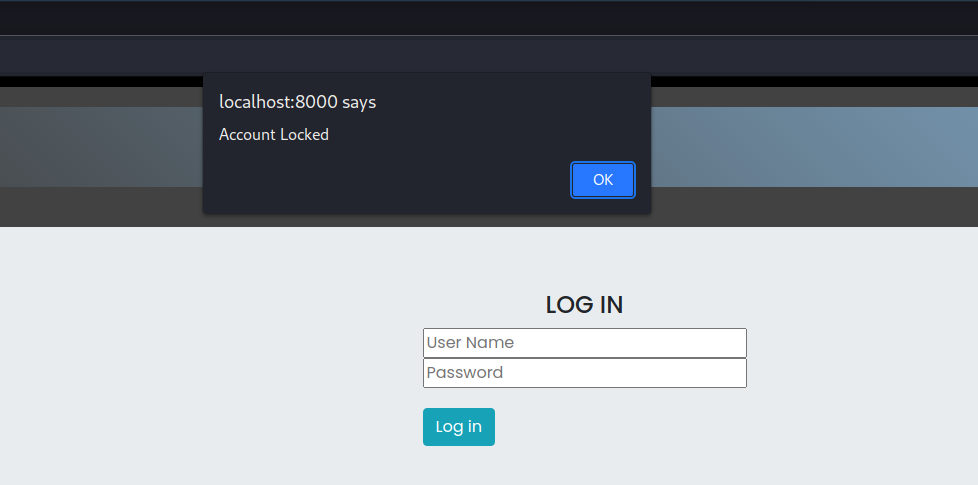 localhost:8000 says
Account Locked
OK
LOG IN
User Name
Password
Log in